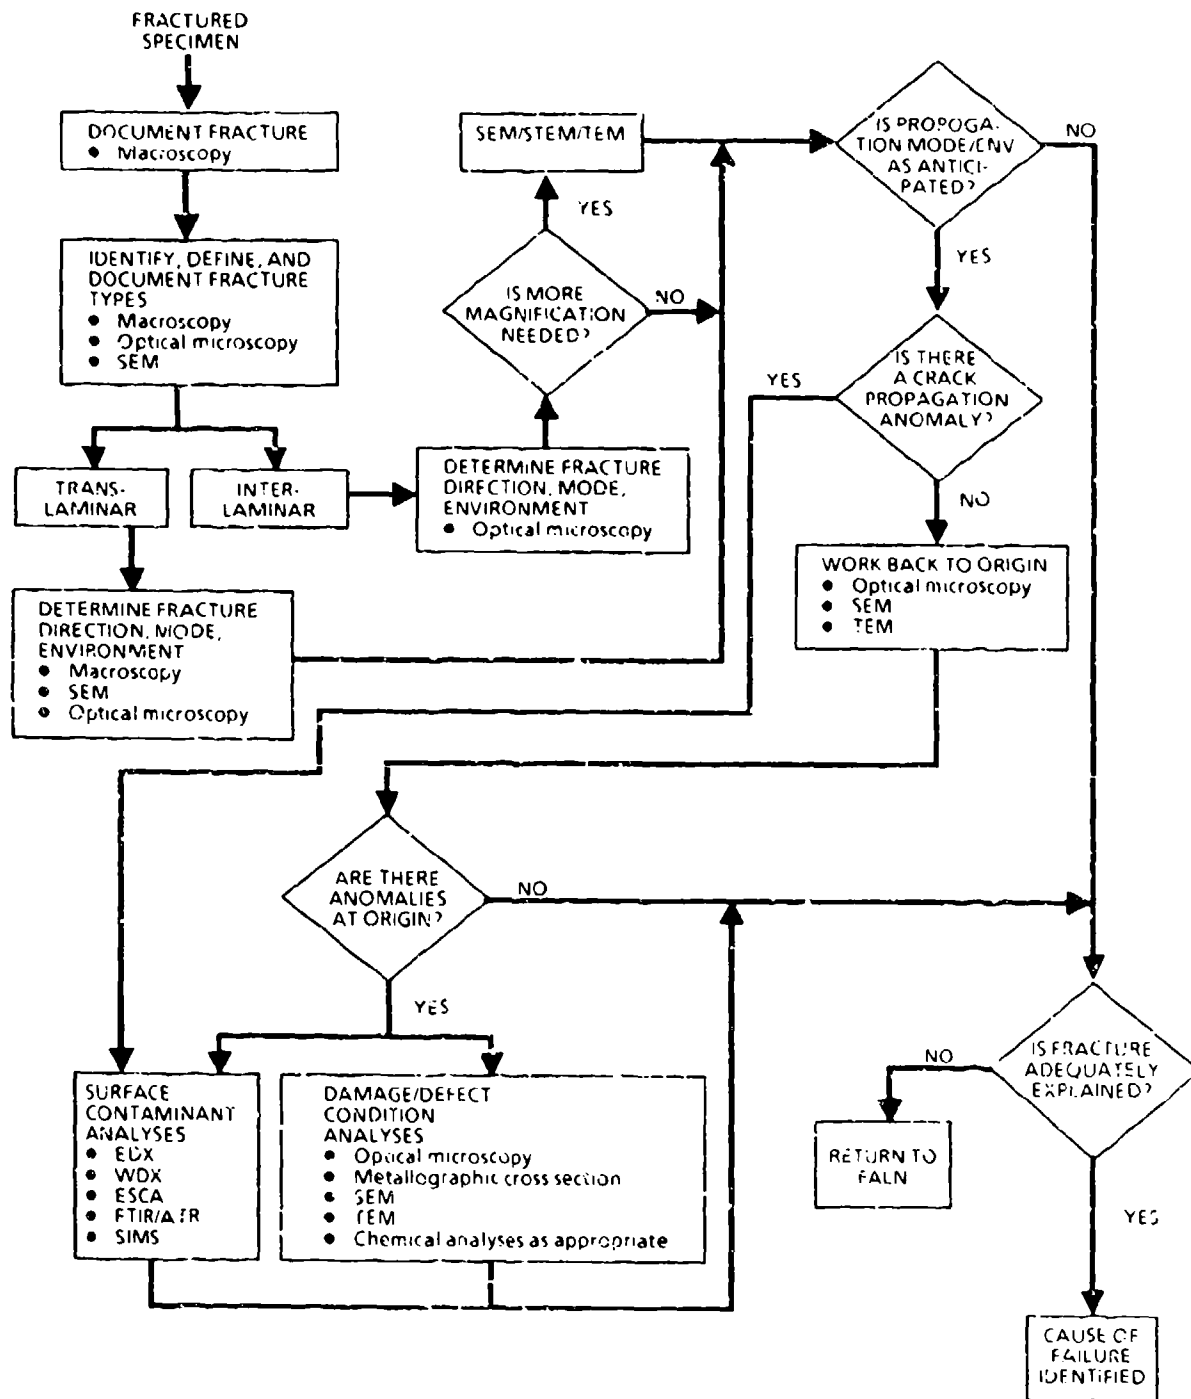 FRACTURED
SPECIMEN
DOCUMENT FRACTURE
● Macroscopy
IDENTIFY, DEFINE, AND
DOCUMENT FRACTURE
TYPES
● Macroscopy
● Optical microscopy
● SEM
TRANS-
LAMINAR
INTER-
LAMINAR
DETERMINE FRACTURE
DIRECTION, MODE,
ENVIRONMENT
● Macroscopy
● SEM
● Optical microscopy
DETERMINE FRACTURE
DIRECTION, MODE,
ENVIRONMENT
● Optical microscopy
IS MORE
MAGNIFICATION
NEEDED?
YES
NO
SEM/STEM/TEM
IS PROPOGA-
TION MODE/ENV
AS ANTICI-
PATED?
NO
YES
IS THERE
A CRACK
PROPAGATION
ANOMALY?
YES
NO
WORK BACK TO ORIGIN
● Optical microscopy
● SEM
● TEM
ARE THERE
ANOMALIES
AT ORIGIN?
NO
YES
SURFACE
CONTAMINANT
ANALYSES
● EDX
● WDX
● ESCA
● FTIR/ATR
● SIMS
DAMAGE/DEFECT
CONDITION
ANALYSES
● Optical microscopy
● Metallographic cross section
● SEM
● TEM
● Chemical analyses as appropriate
IS FRACTURE
ADEQUATELY
EXPLAINED?
NO
YES
RETURN TO
FALN
CAUSE OF
FAILURE
IDENTIFIED